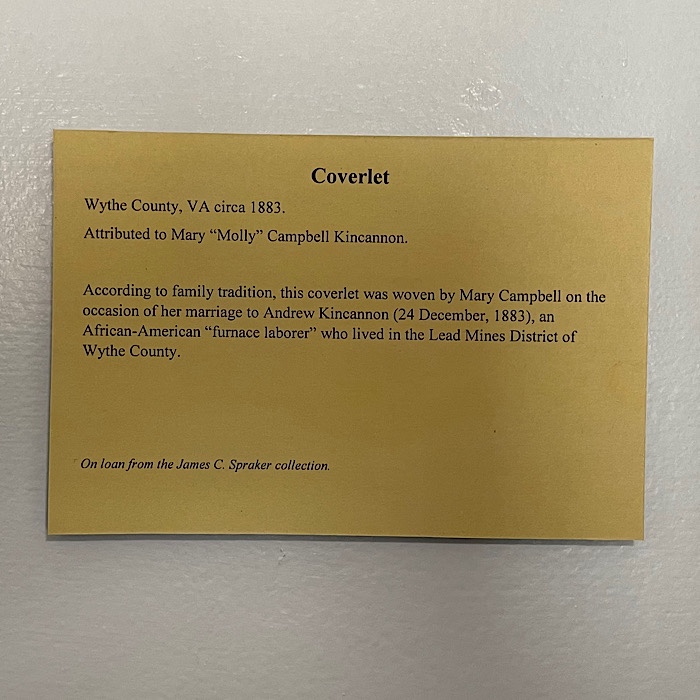 Coverlet
Wythe County, VA circa 1883.
Attributed to Mary “Molly” Campbell Kincannon.
According to family tradition, this coverlet was woven by Mary Campbell on the
occasion of her marriage to Andrew Kincannon (24 December, 1883), an
African-American “furnace laborer” who lived in the Lead Mines District of
Wythe County.
On loan from the James C. Spraker collection.